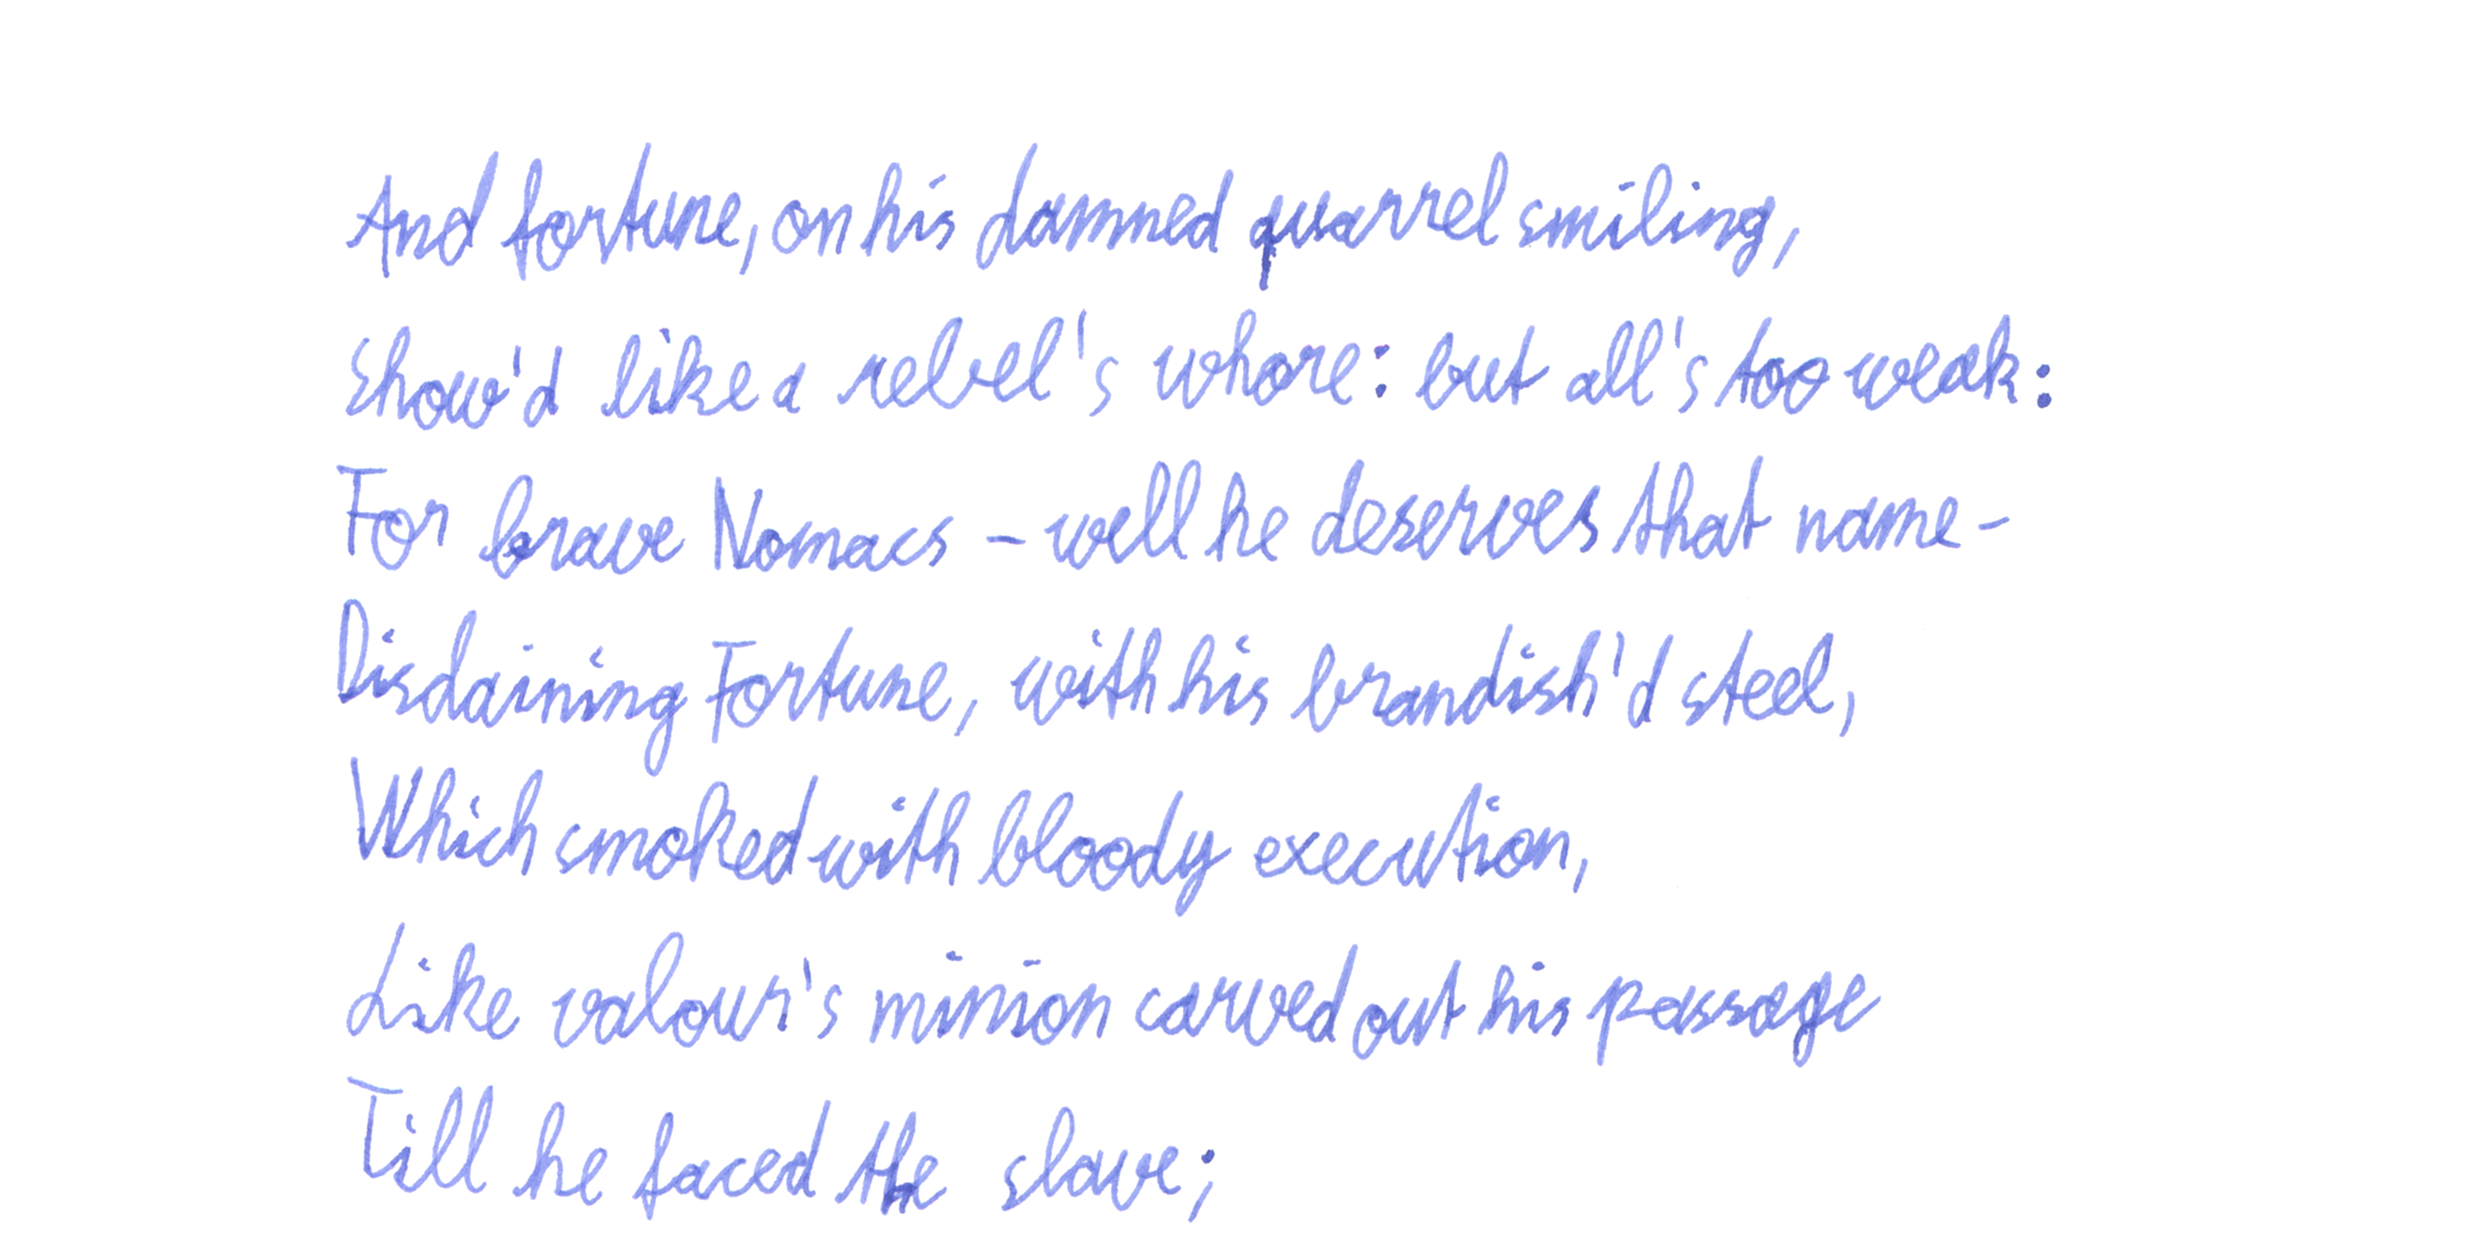 And fortune, on his damned quarrel smiling,
Show'd like a rebel's whore: but all's too weak:
For brave Nomacs - well he deserves that name -
Disdaining Fortune, with his brandish'd steel,
Which smoked with bloody execution,
Like valour's minion carved out his passage
Till he faced the slave;